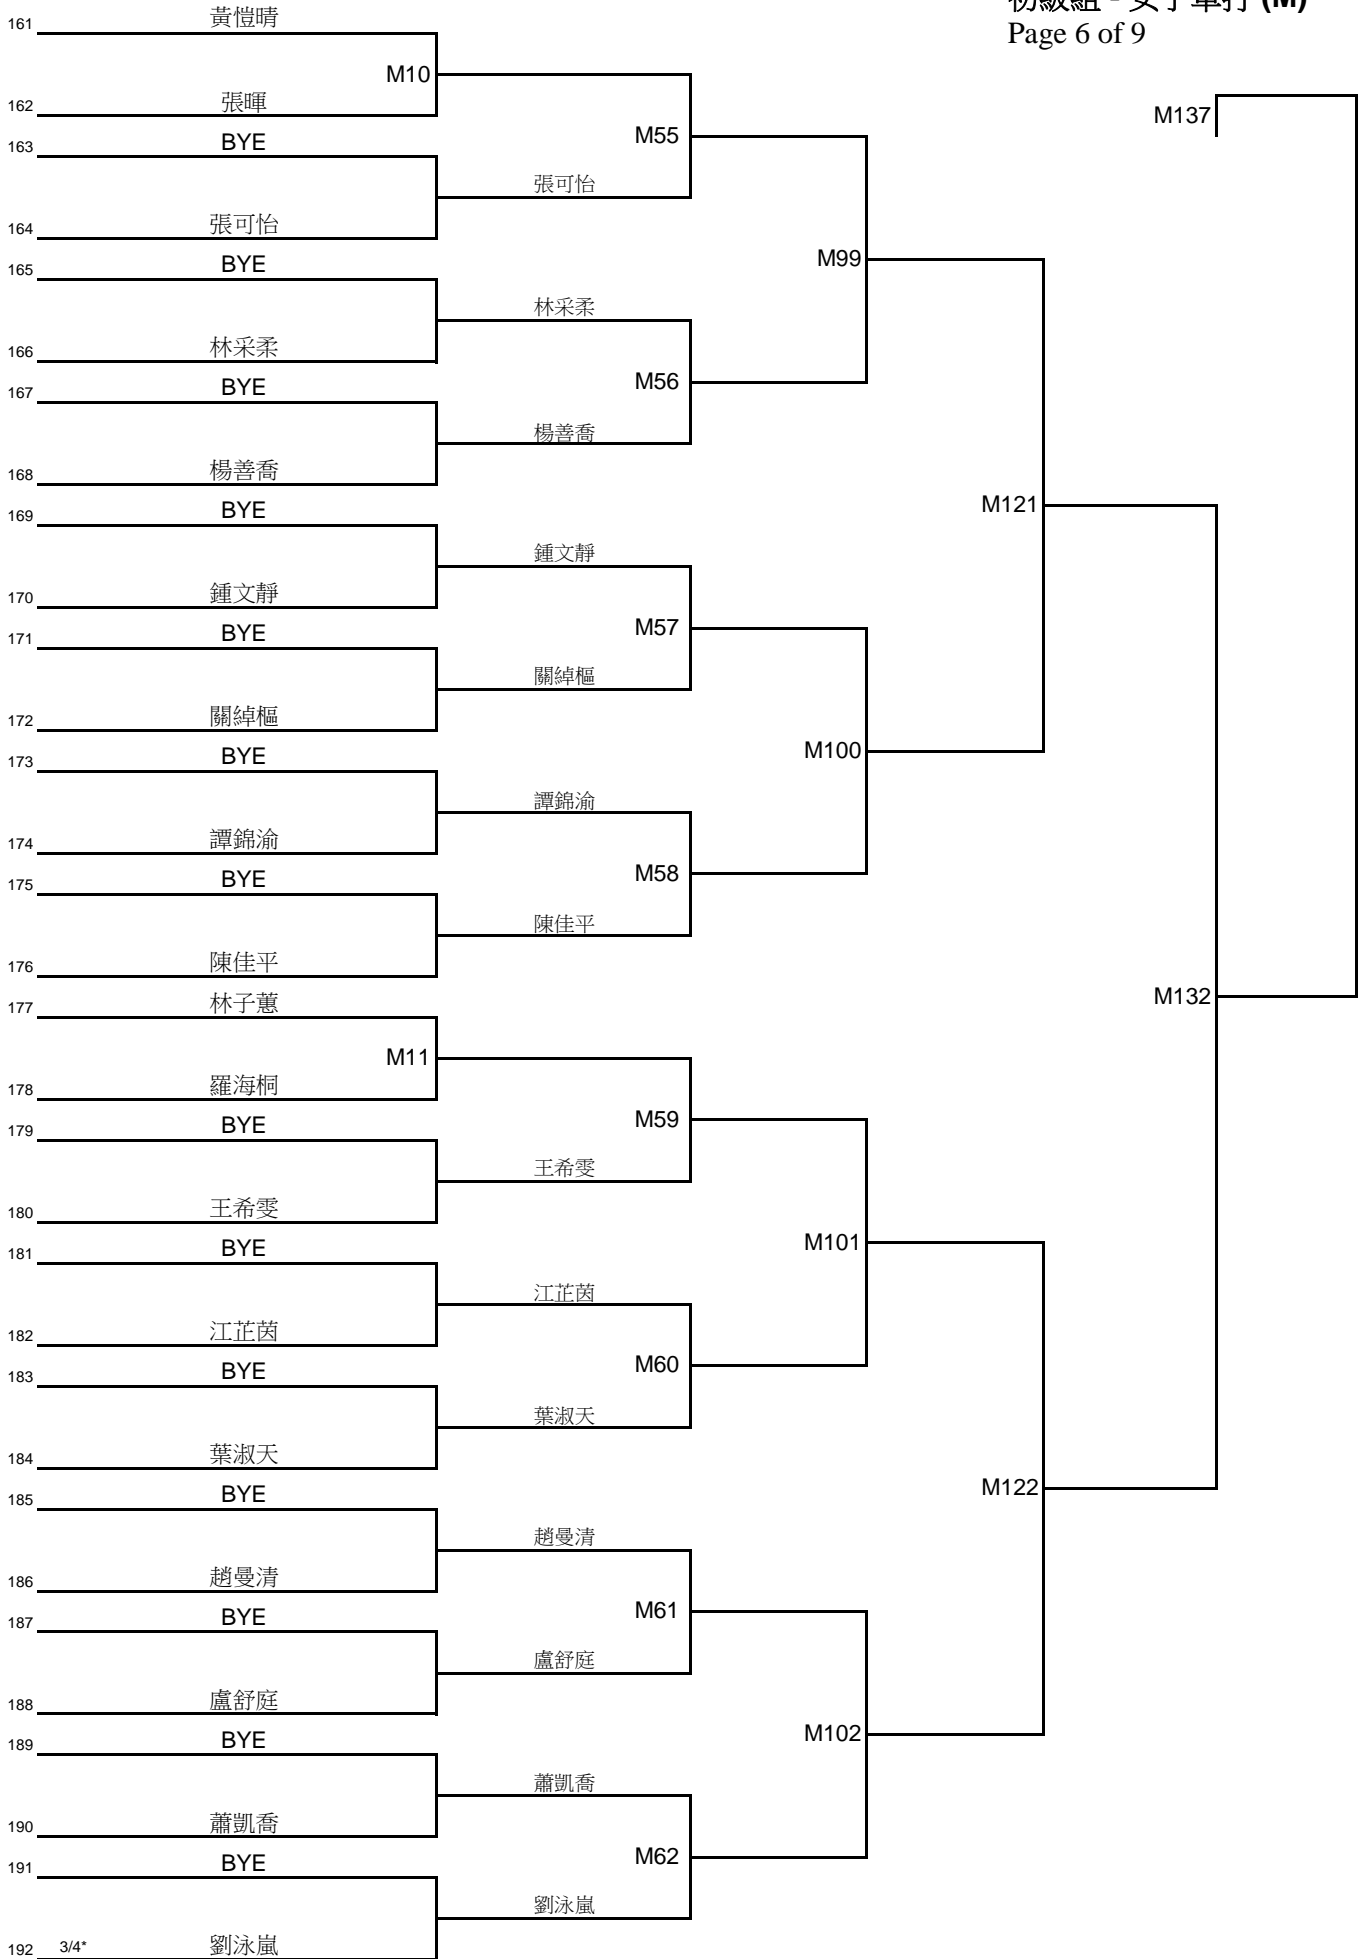 初級組 - 女子單打 (M)
Page 6 of 9
161 黃愷晴
M10
162 張暉
163 BYE
M55
張可怡
164 張可怡
165 BYE
M99
林采柔
166 林采柔
167 BYE
M56
楊善喬
168 楊善喬
169 BYE
M121
鍾文靜
170 鍾文靜
171 BYE
M57
關綽樞
172 關綽樞
173 BYE
M100
譚錦渝
174 譚錦渝
175 BYE
M58
陳佳平
176 陳佳平
177 林子蕙
M11
178 羅海桐
179 BYE
M59
王希雯
180 王希雯
181 BYE
M101
江芷茵
182 江芷茵
183 BYE
M60
葉淑天
184 葉淑天
185 BYE
M122
趙曼清
186 趙曼清
187 BYE
M61
盧舒庭
188 盧舒庭
189 BYE
M102
蕭凱喬
190 蕭凱喬
191 BYE
M62
劉泳嵐
192 3/4* 劉泳嵐
M137
M132